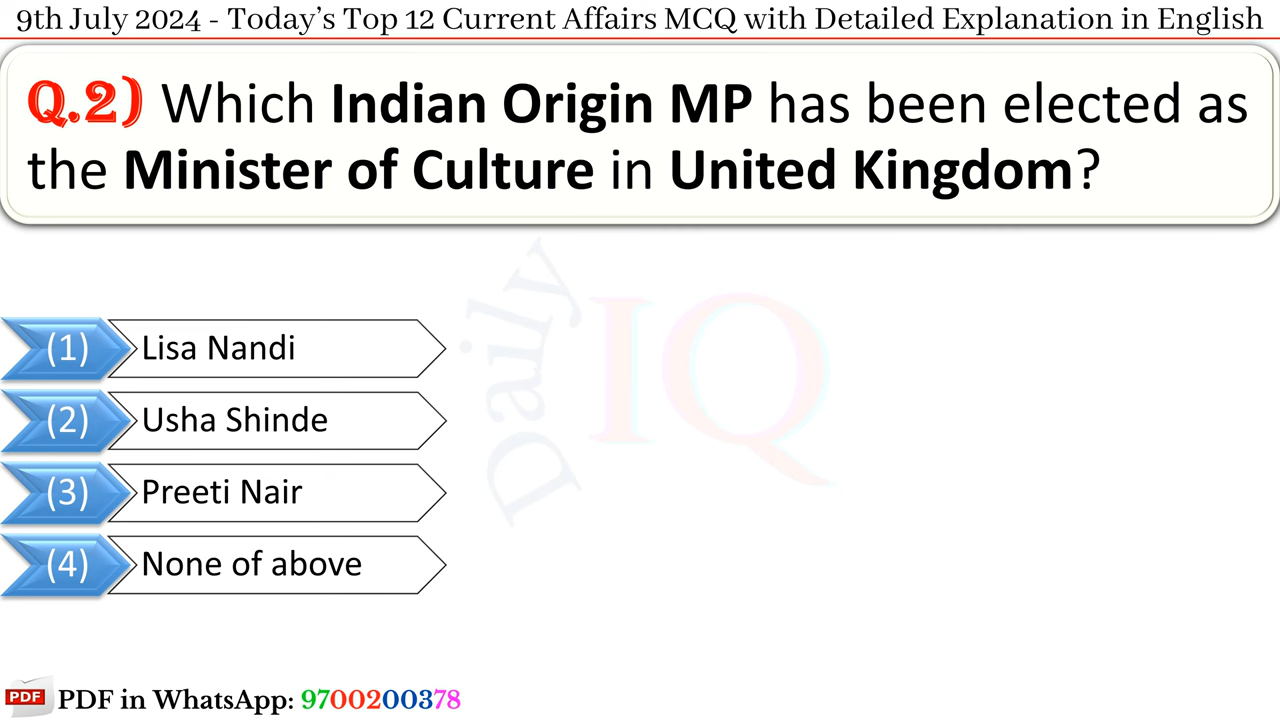 9th July 2024 - Today’s Top 12 Current Affairs MCQ with Detailed Explanation in English
Q.2) Which Indian Origin MP has been elected as
the Minister of Culture in United Kingdom?
Daily
IQ
(1) Lisa Nandi
(2) Usha Shinde
(3) Preeti Nair
(4) None of above
PDF PDF in WhatsApp: 9700200378